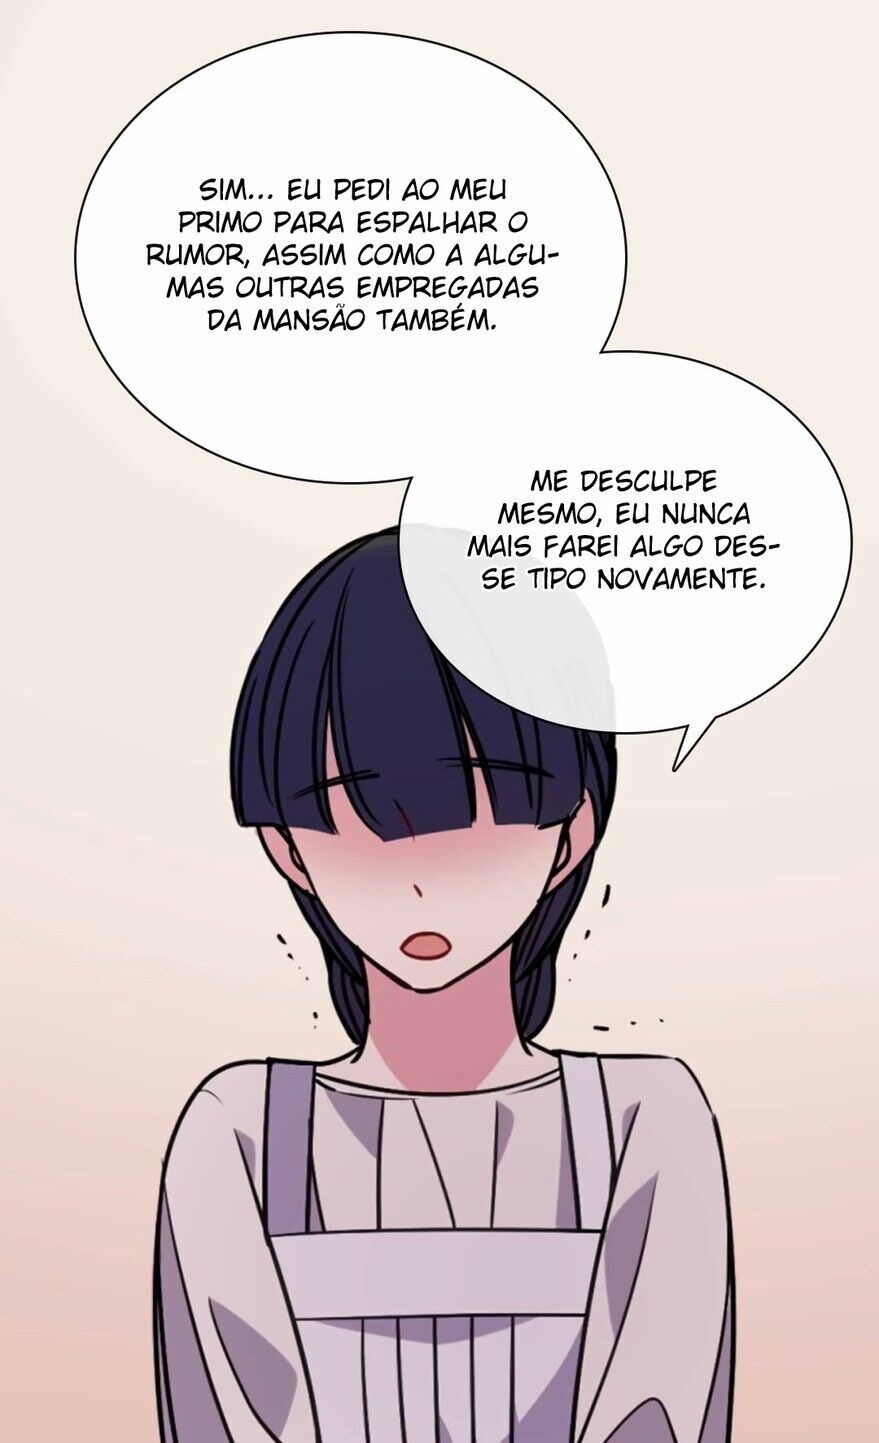 SIM... EU PEDI AO MEU
PRIMO PARA ESPALHAR O
RUMOR, ASSIM COMO A ALGU-
MAS OUTRAS EMPREGADAS
DA MANSÃO TAMBÉM.
ME DESCULPE
MESMO, EU NUNCA
MAIS FAREI ALGO DES-
SE TIPO NOVAMENTE.